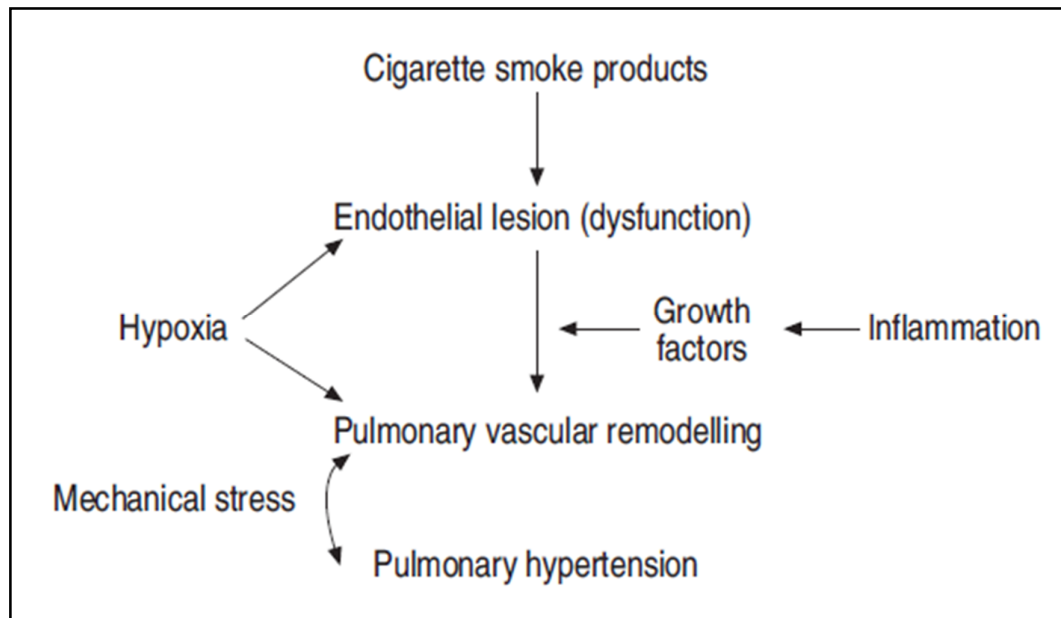 Cigarette smoke products
Endothelial lesion (dysfunction)
Hypoxia
Growth
factors
Inflammation
Pulmonary vascular remodelling
Mechanical stress
Pulmonary hypertension